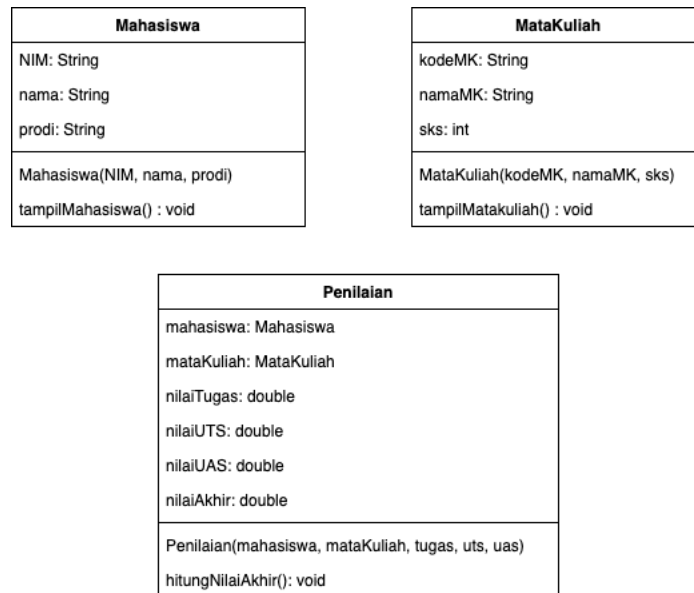 Mahasiswa
NIM: String
nama: String
prodi: String
Mahasiswa(NIM, nama, prodi)
tampilMahasiswa() : void
MataKuliah
kodeMK: String
namaMK: String
sks: int
MataKuliah(kodeMK, namaMK, sks)
tampilMatakuliah() : void
Penilaian
mahasiswa: Mahasiswa
mataKuliah: MataKuliah
nilaiTugas: double
nilaiUTS: double
nilaiUAS: double
nilaiAkhir: double
Penilaian(mahasiswa, mataKuliah, tugas, uts, uas)
hitungNilaiAkhir(): void